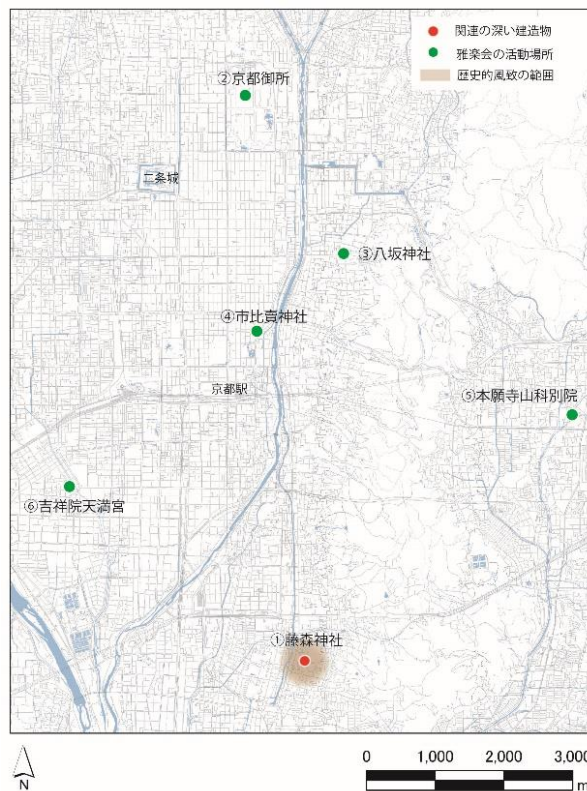 ● 関連の深い建造物
● 雅楽会の活動場所
歴史的風致の範囲
②京都御所
二条城
③八坂神社
④市比賣神社
京都駅
⑤本願寺山科別院
⑥吉祥院天満宮
①藤森神社
N
0 1,000 2,000 3,000
m